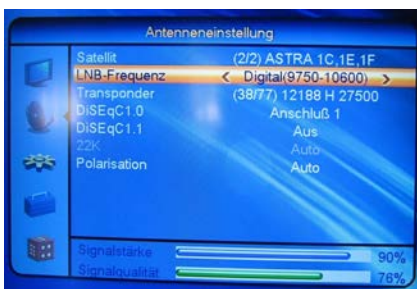 Antenneneinstellung
Satellit (2/2) ASTRA 1C,1E,1F
LNB-Frequenz < Digital(9750-10600) >
Transponder (38/77) 12188 H 27500
DiSEqC1.0 Anschluß 1
DiSEqC1.1 Aus
22K Auto
Polarisation Auto
Signalstärke 90%
Signalqualität 76%